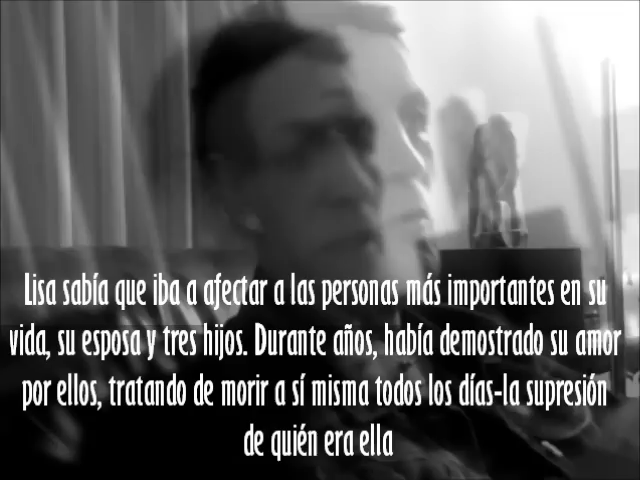 Lisa sabía que iba a afectar a las personas más importantes en su
vida, su esposa y tres hijos. Durante años, había demostrado su amor
por ellos, tratando de morir a sí misma todos los días-la supresión
de quién era ella